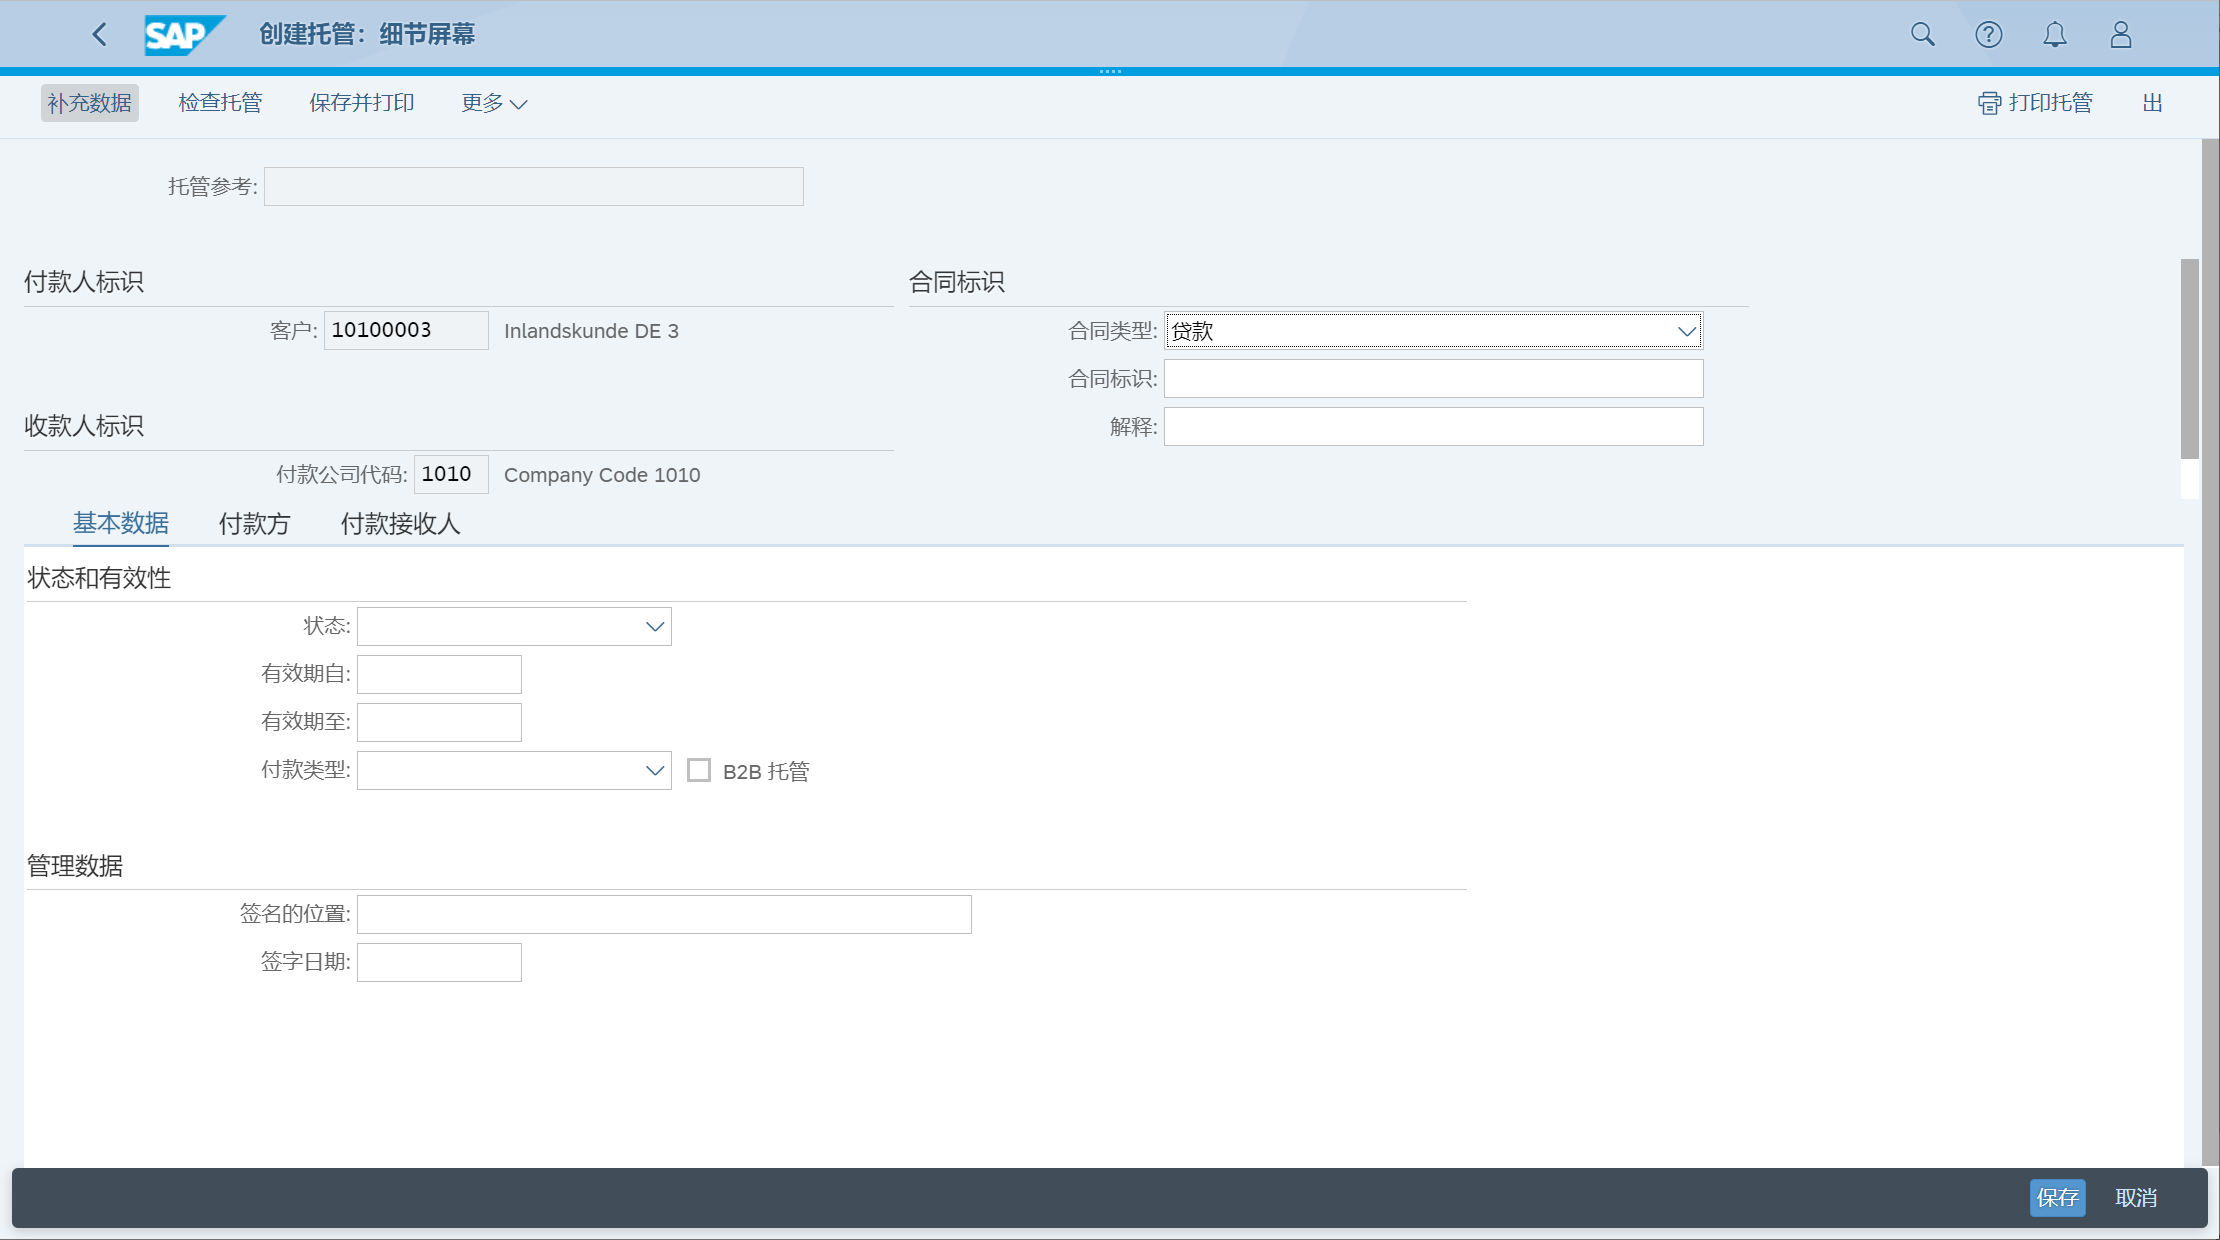 SAP 创建托管：细节屏幕
补充数据 检查托管 保存并打印 更多 打印托管 出
托管参考:
付款人标识 合同标识
客户: 10100003 Inlandskunde DE 3 合同类型: 贷款
合同标识:
解释:
收款人标识
付款公司代码: 1010 Company Code 1010
基本数据 付款方 付款接收人
状态和有效性
状态:
有效期自:
有效期至:
付款类型: B2B 托管
管理数据
签名的位置:
签字日期:
保存 取消